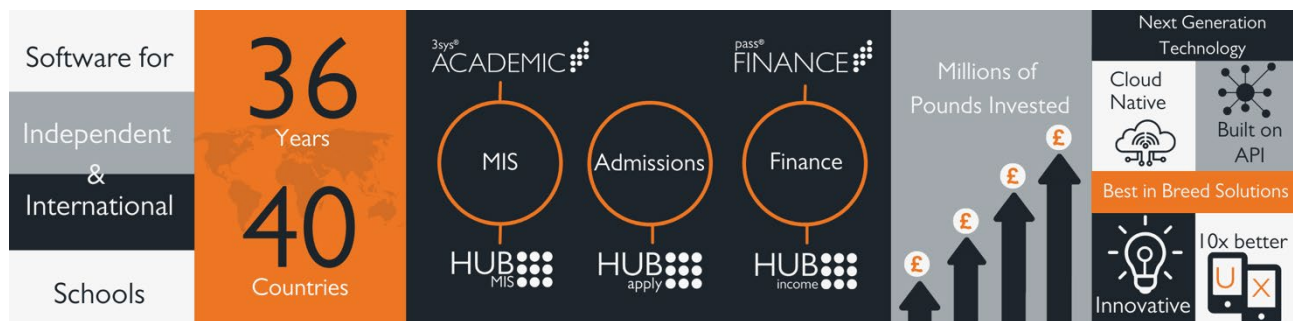 Software for
Independent
&
International
Schools
36
Years
40
Countries
3sys®
ACADEMIC
pass®
FINANCE
MIS
Admissions
Finance
HUB
MIS
HUB
apply
HUB
income
Millions of
Pounds Invested
£
£
£
£
Next Generation
Technology
Cloud
Native
Built on
API
Best in Breed Solutions
Innovative
10x better
U
X